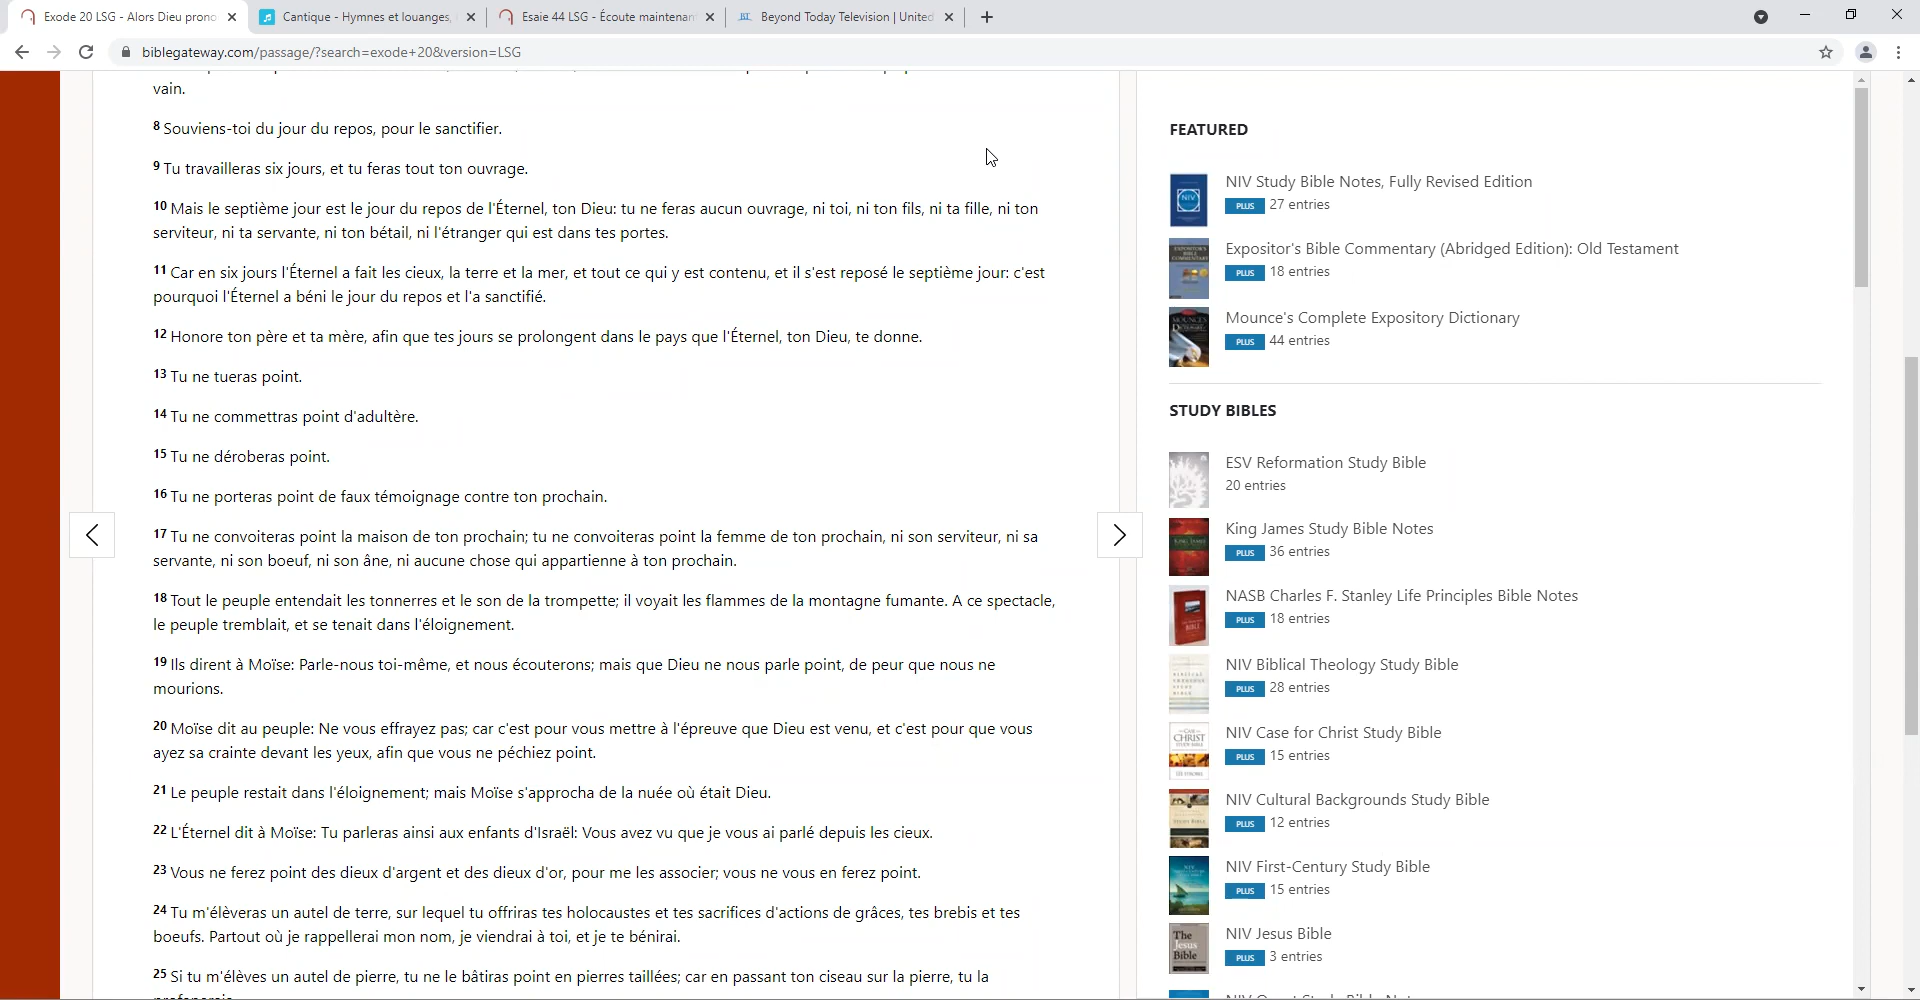 Exode 20 LSG - Alors Dieu prono
Cantique - Hymnes et louanges,
Esaie 44 LSG - Écoute maintenan
Beyond Today Television | United
biblegateway.com/passage/?search=exode+20&version=LSG
vain.
8 Souviens-toi du jour du repos, pour le sanctifier.
9 Tu travailleras six jours, et tu feras tout ton ouvrage.
10 Mais le septième jour est le jour du repos de l'Éternel, ton Dieu: tu ne feras aucun ouvrage, ni toi, ni ton fils, ni ta fille, ni ton
serviteur, ni ta servante, ni ton bétail, ni l'étranger qui est dans tes portes.
11 Car en six jours l'Éternel a fait les cieux, la terre et la mer, et tout ce qui y est contenu, et il s'est reposé le septième jour: c'est
pourquoi l'Éternel a béni le jour du repos et l'a sanctifié.
12 Honore ton père et ta mère, afin que tes jours se prolongent dans le pays que l'Éternel, ton Dieu, te donne.
13 Tu ne tueras point.
14 Tu ne commettras point d'adultère.
15 Tu ne déroberas point.
16 Tu ne porteras point de faux témoignage contre ton prochain.
17 Tu ne convoiteras point la maison de ton prochain; tu ne convoiteras point la femme de ton prochain, ni son serviteur, ni sa
servante, ni son boeuf, ni son âne, ni aucune chose qui appartienne à ton prochain.
18 Tout le peuple entendait les tonnerres et le son de la trompette; il voyait les flammes de la montagne fumante. A ce spectacle,
le peuple tremblait, et se tenait dans l'éloignement.
19 Ils dirent à Moïse: Parle-nous toi-même, et nous écouterons; mais que Dieu ne nous parle point, de peur que nous ne
mourions.
20 Moïse dit au peuple: Ne vous effrayez pas; car c'est pour vous mettre à l'épreuve que Dieu est venu, et c'est pour que vous
ayez sa crainte devant les yeux, afin que vous ne péchiez point.
21 Le peuple restait dans l'éloignement; mais Moïse s'approcha de la nuée où était Dieu.
22 L'Éternel dit à Moïse: Tu parleras ainsi aux enfants d'Israël: Vous avez vu que je vous ai parlé depuis les cieux.
23 Vous ne ferez point des dieux d'argent et des dieux d'or, pour me les associer; vous ne vous en ferez point.
24 Tu m'élèveras un autel de terre, sur lequel tu offriras tes holocaustes et tes sacrifices d'actions de grâces, tes brebis et tes
boeufs. Partout où je rappellerai mon nom, je viendrai à toi, et je te bénirai.
25 Si tu m'élèves un autel de pierre, tu ne le bâtiras point en pierres taillées; car en passant ton ciseau sur la pierre, tu la
FEATURED
NIV Study Bible Notes, Fully Revised Edition
PLUS 27 entries
Expositor's Bible Commentary (Abridged Edition): Old Testament
PLUS 18 entries
Mounce's Complete Expository Dictionary
PLUS 44 entries
STUDY BIBLES
ESV Reformation Study Bible
20 entries
King James Study Bible Notes
PLUS 36 entries
NASB Charles F. Stanley Life Principles Bible Notes
PLUS 18 entries
NIV Biblical Theology Study Bible
PLUS 28 entries
NIV Case for Christ Study Bible
PLUS 15 entries
NIV Cultural Backgrounds Study Bible
PLUS 12 entries
NIV First-Century Study Bible
PLUS 15 entries
NIV Jesus Bible
PLUS 3 entries